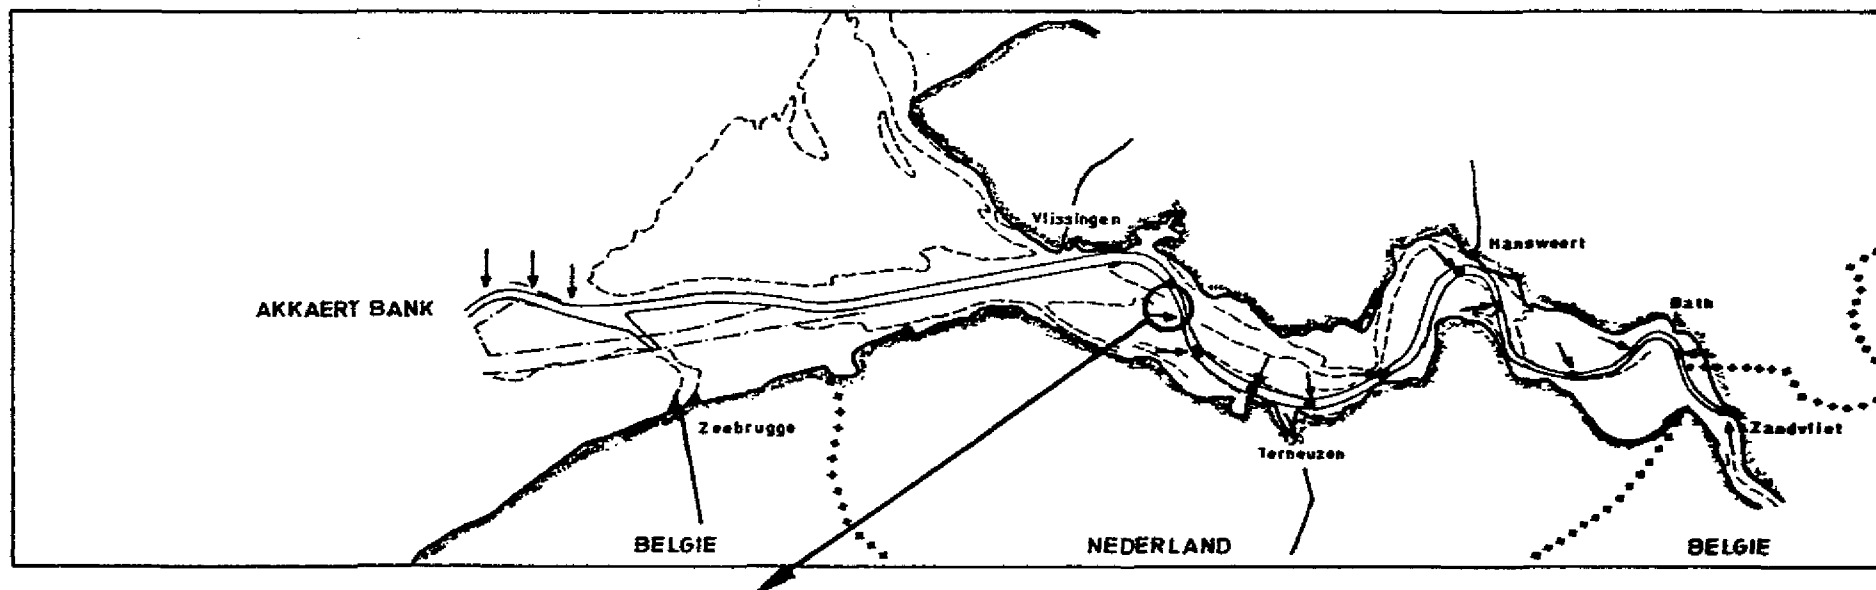 Vlissingen
Hansweert
AKKAERT BANK
Bath
Zeebrugge
Zandvliet
Terneuzen
BELGIE
NEDERLAND
BELGIE